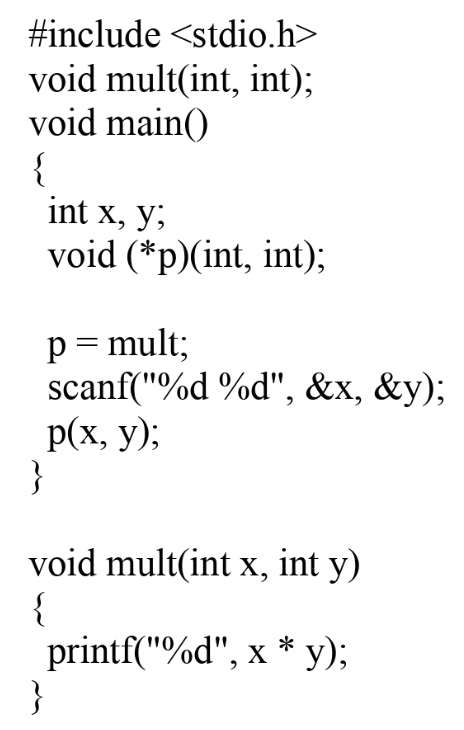 #include <stdio.h>
void mult(int, int);
void main()
{
int x, y;
void (*p)(int, int);
p = mult;
scanf("%d %d", &x, &y);
p(x, y);
}
void mult(int x, int y)
{
printf("%d", x * y);
}